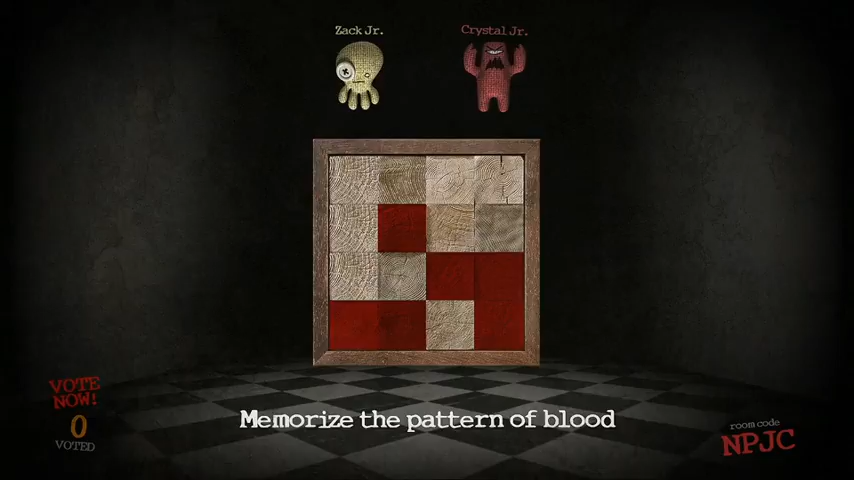 Zack Jr.
Crystal Jr.
VOTE
NOW!
0
VOTED
Memorize the pattern of blood
room code
NPJC